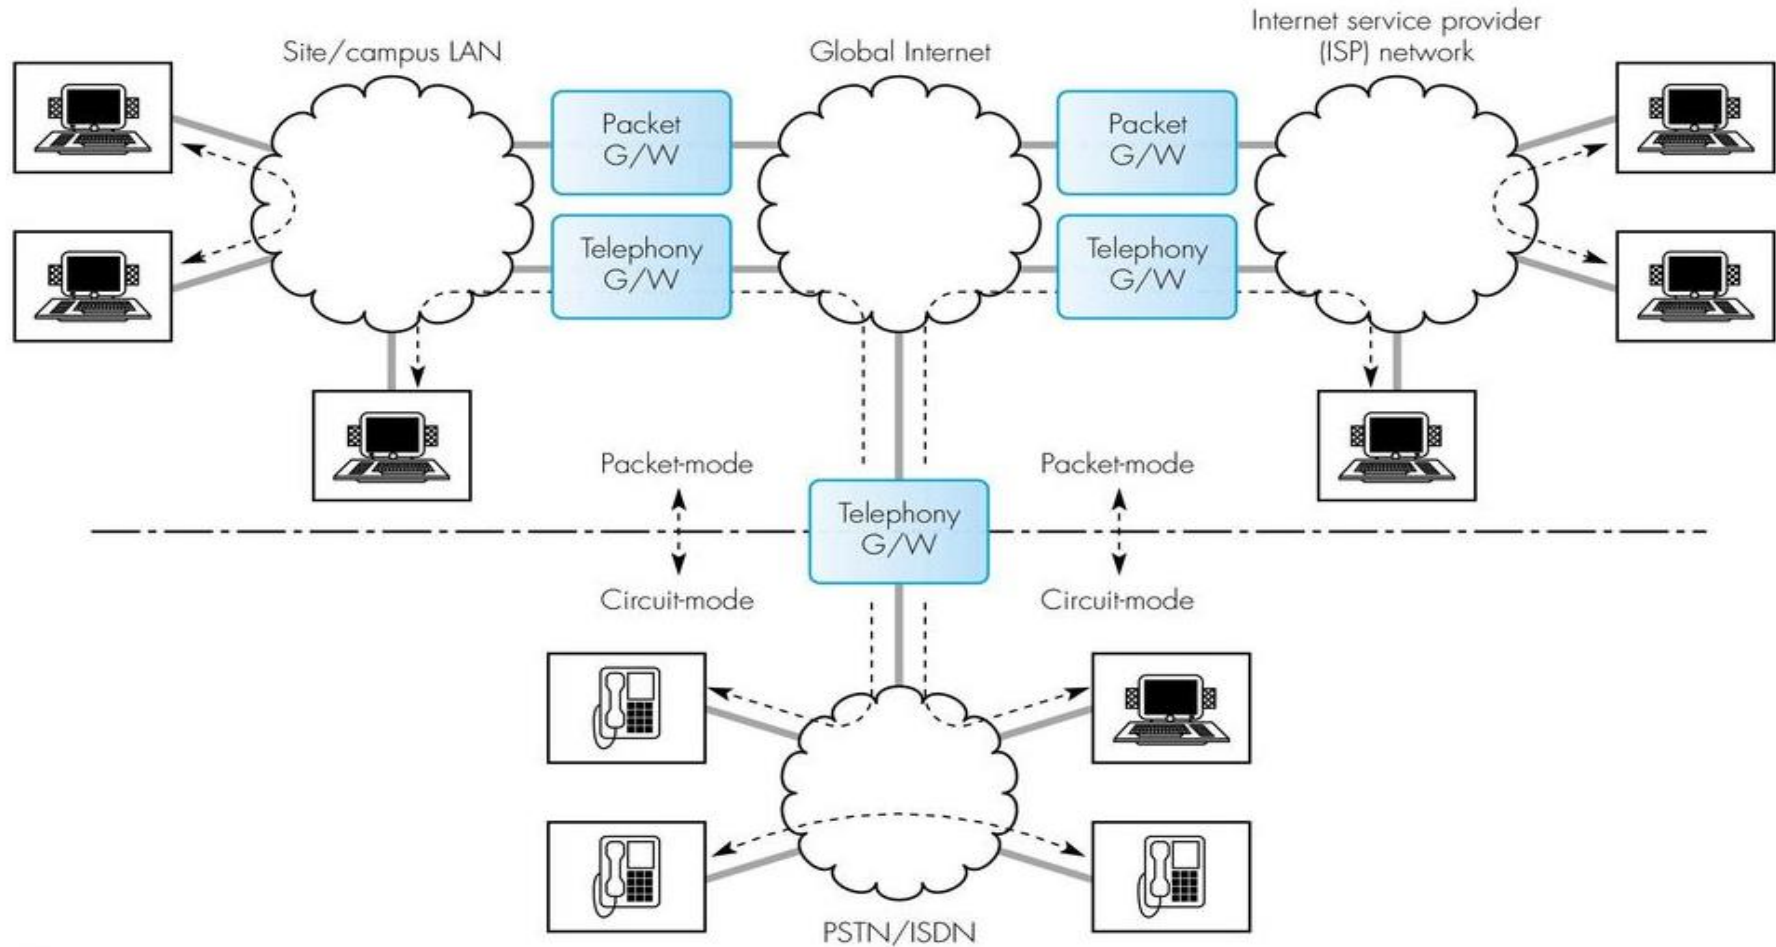 Internet service provider
(ISP) network
Site/campus LAN
Global Internet
Packet
G/W
Packet
G/W
Telephony
G/W
Telephony
G/W
Packet-mode
Packet-mode
Telephony
G/W
Circuit-mode
Circuit-mode
PSTN/ISDN